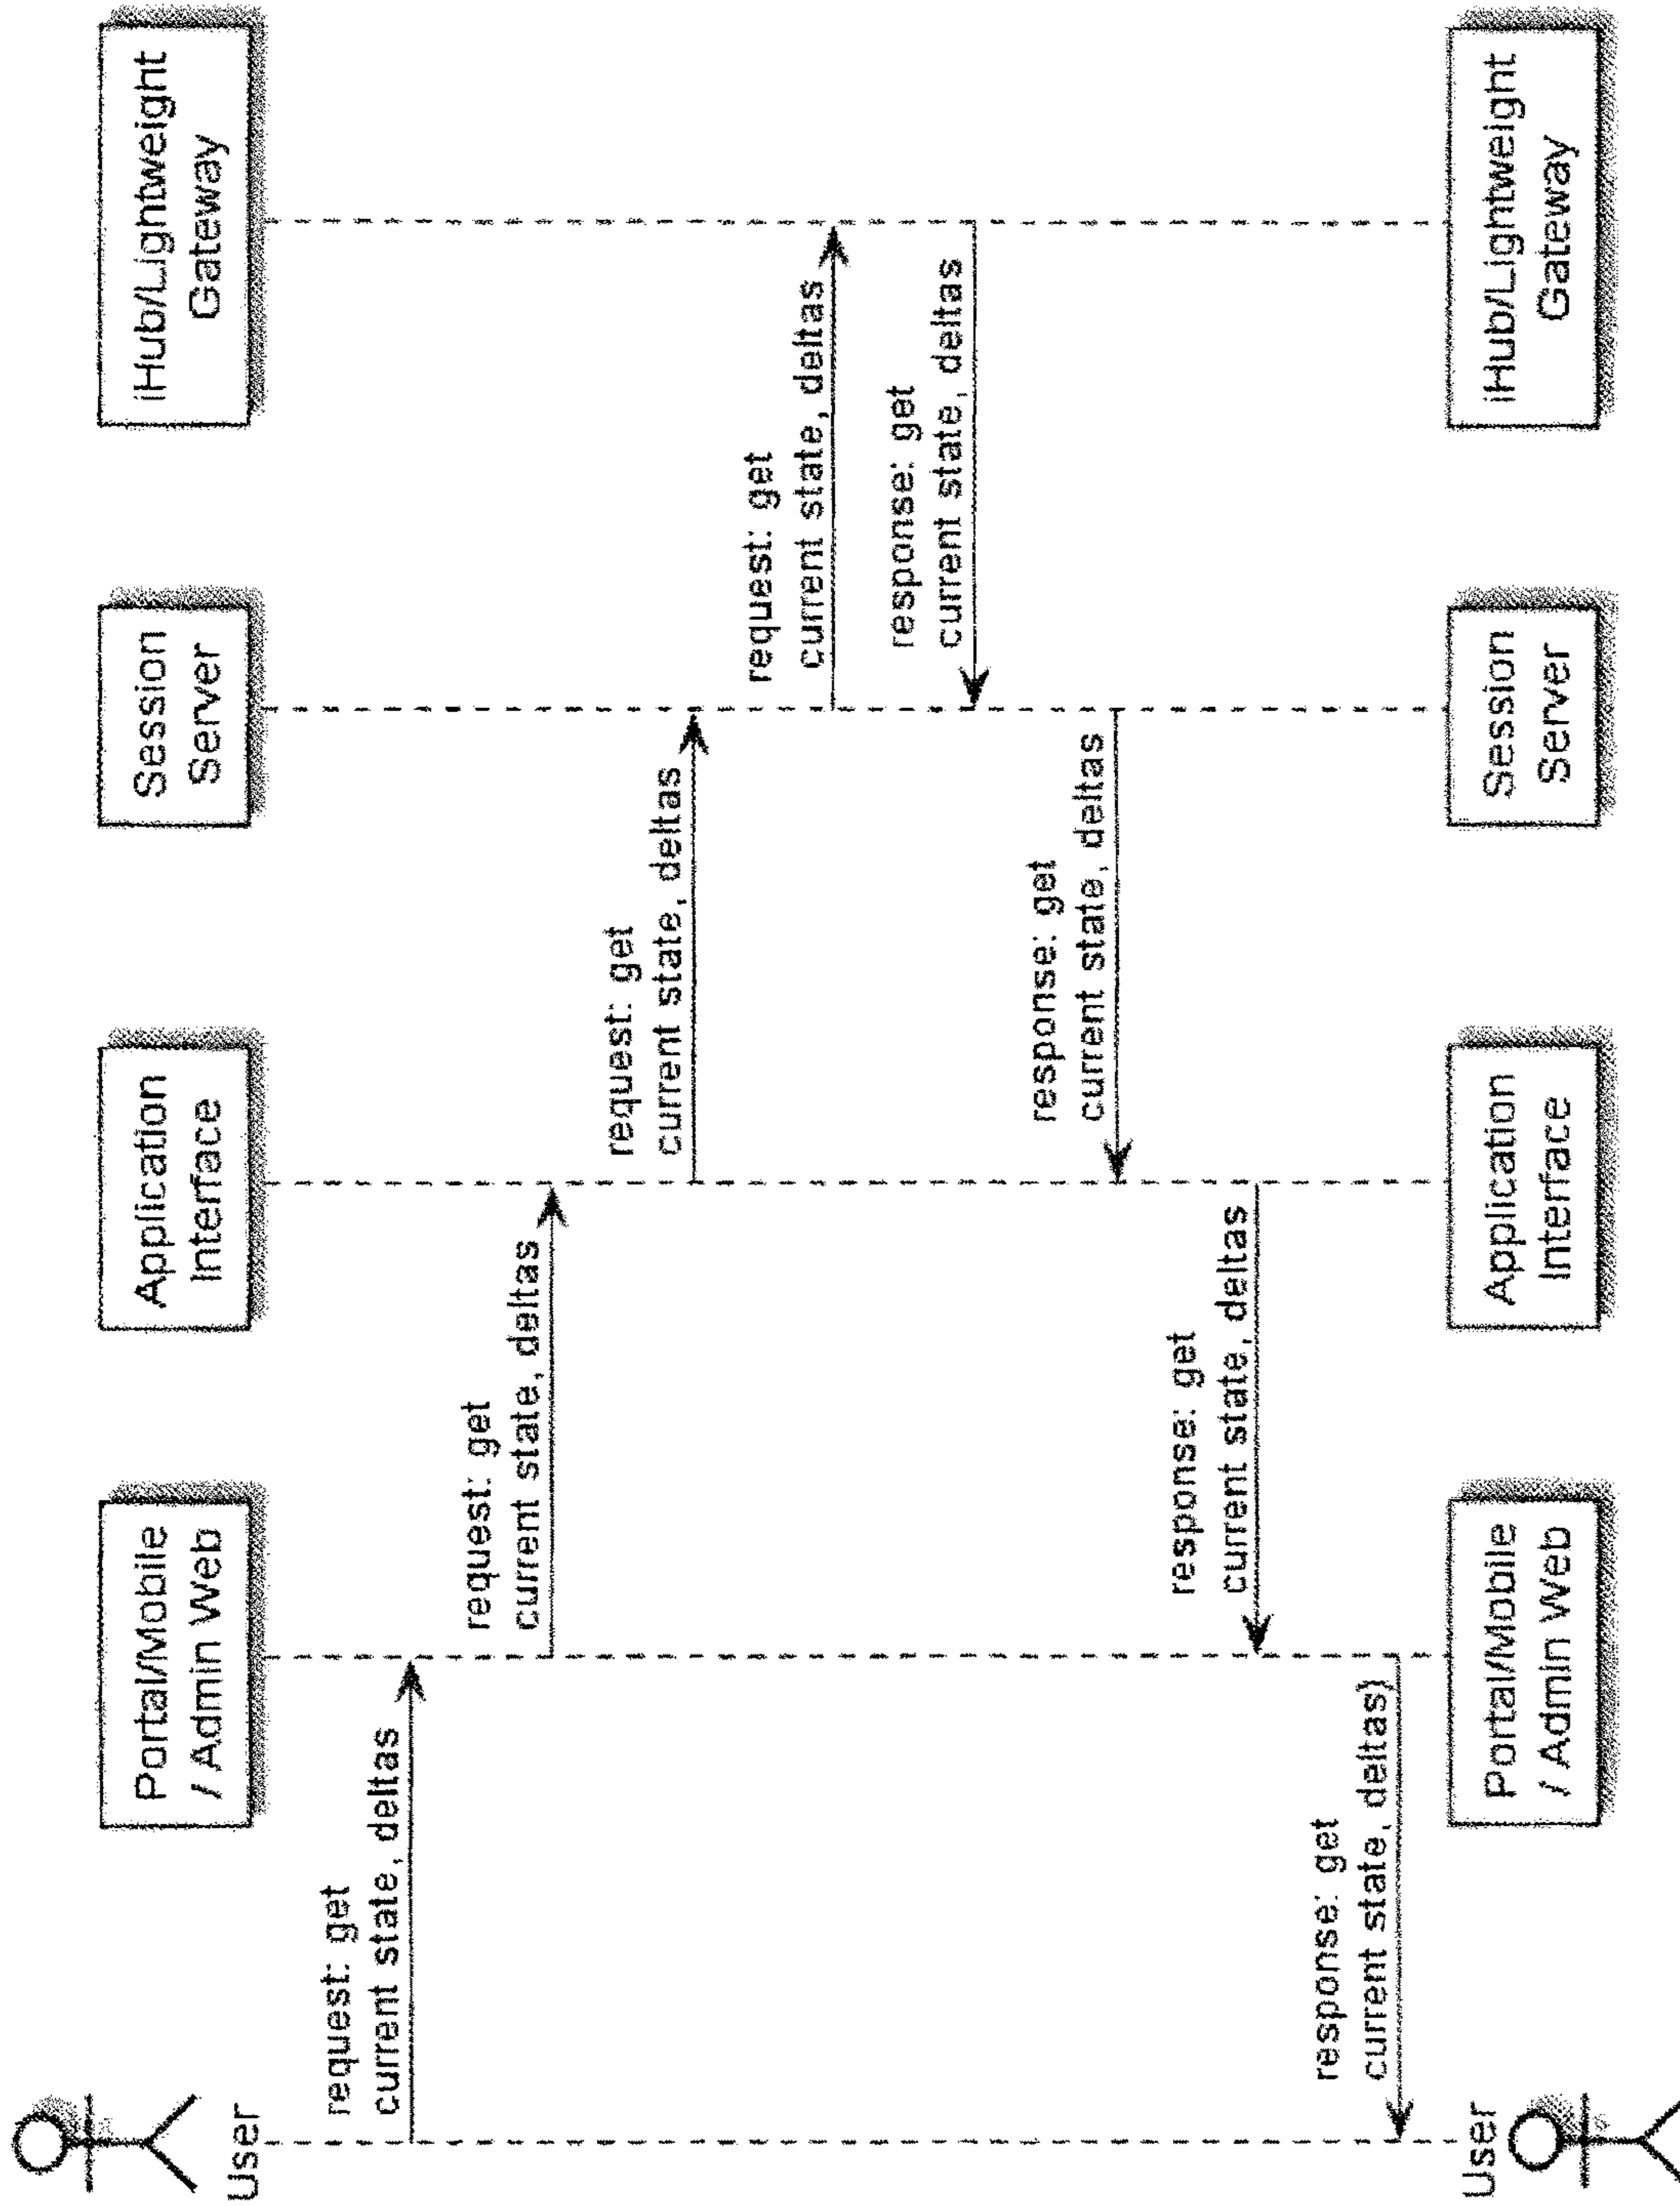 User
Portal/Mobile
/ Admin Web
Application
Interface
Session
Server
iHub/Lightweight
Gateway
request: get
current state, deltas
request: get
current state, deltas
request: get
current state, deltas
request: get
current state, deltas
response: get
current state, deltas
response: get
current state, deltas
response: get
current state, deltas
response: get
current state, deltas)
User
Portal/Mobile
/ Admin Web
Application
Interface
Session
Server
iHub/Lightweight
Gateway